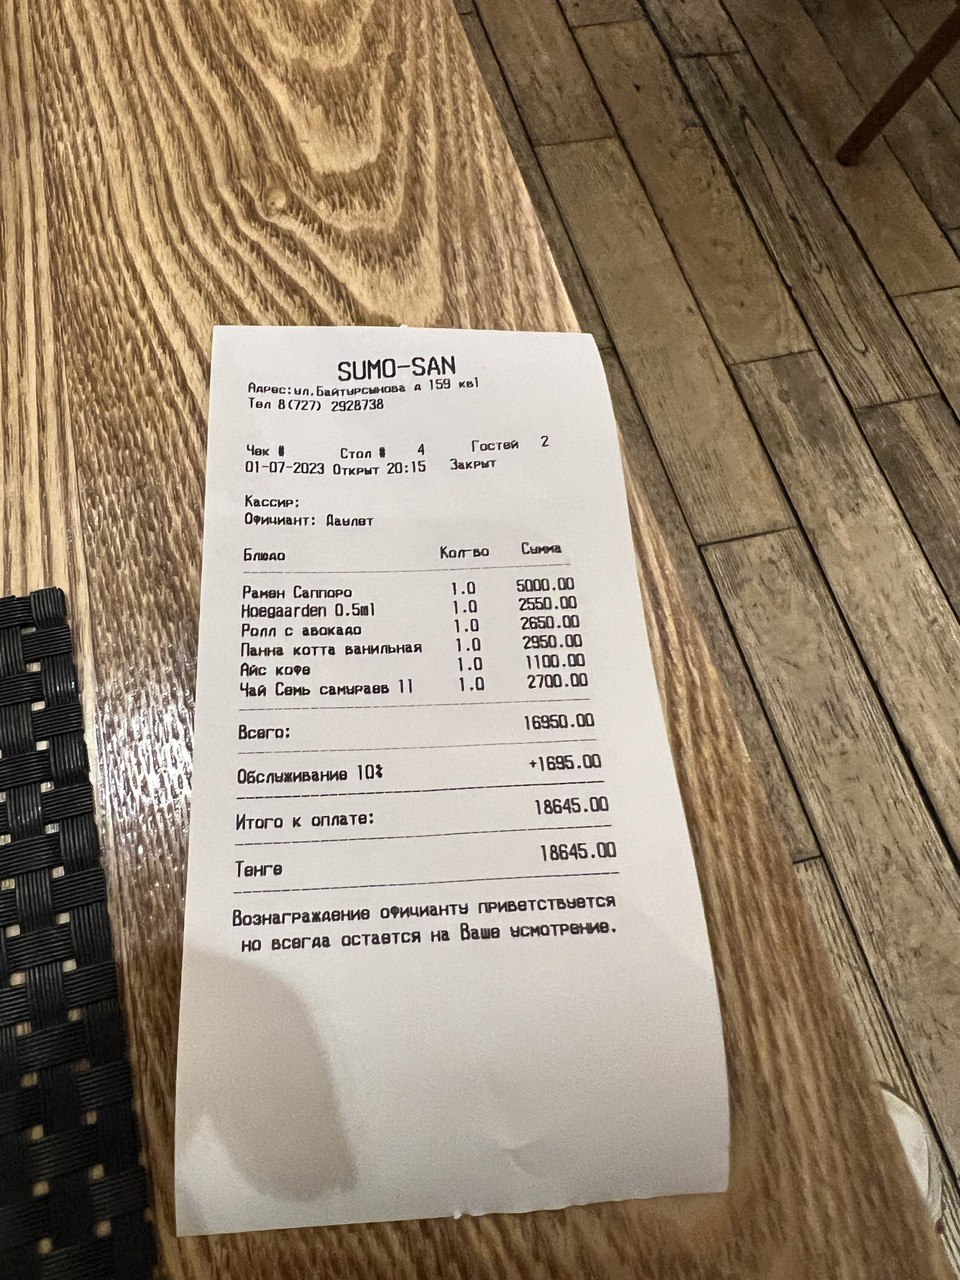 SUMO-SAN
Адрес:ул.Байтурсынова д 159 кв1
Тел 8(727) 2928738
Чек # Стол # 4 Гостей 2
01-07-2023 Открыт 20:15 Закрыт
Кассир:
Официант: Даулет
Блюдо Кол-во Сумма
Рамен Саппоро 1.0 5000.00
Hoegaarden 0.5ml 1.0 2550.00
Ролл с авокадо 1.0 2650.00
Панна котта ванильная 1.0 2950.00
Айс кофе 1.0 1100.00
Чай Семь самураев 1l 1.0 2700.00
Всего: 16950.00
Обслуживание 10% +1695.00
Итого к оплате: 18645.00
Тенге 18645.00
Вознаграждение официанту приветствуется
но всегда остается на Ваше усмотрение.